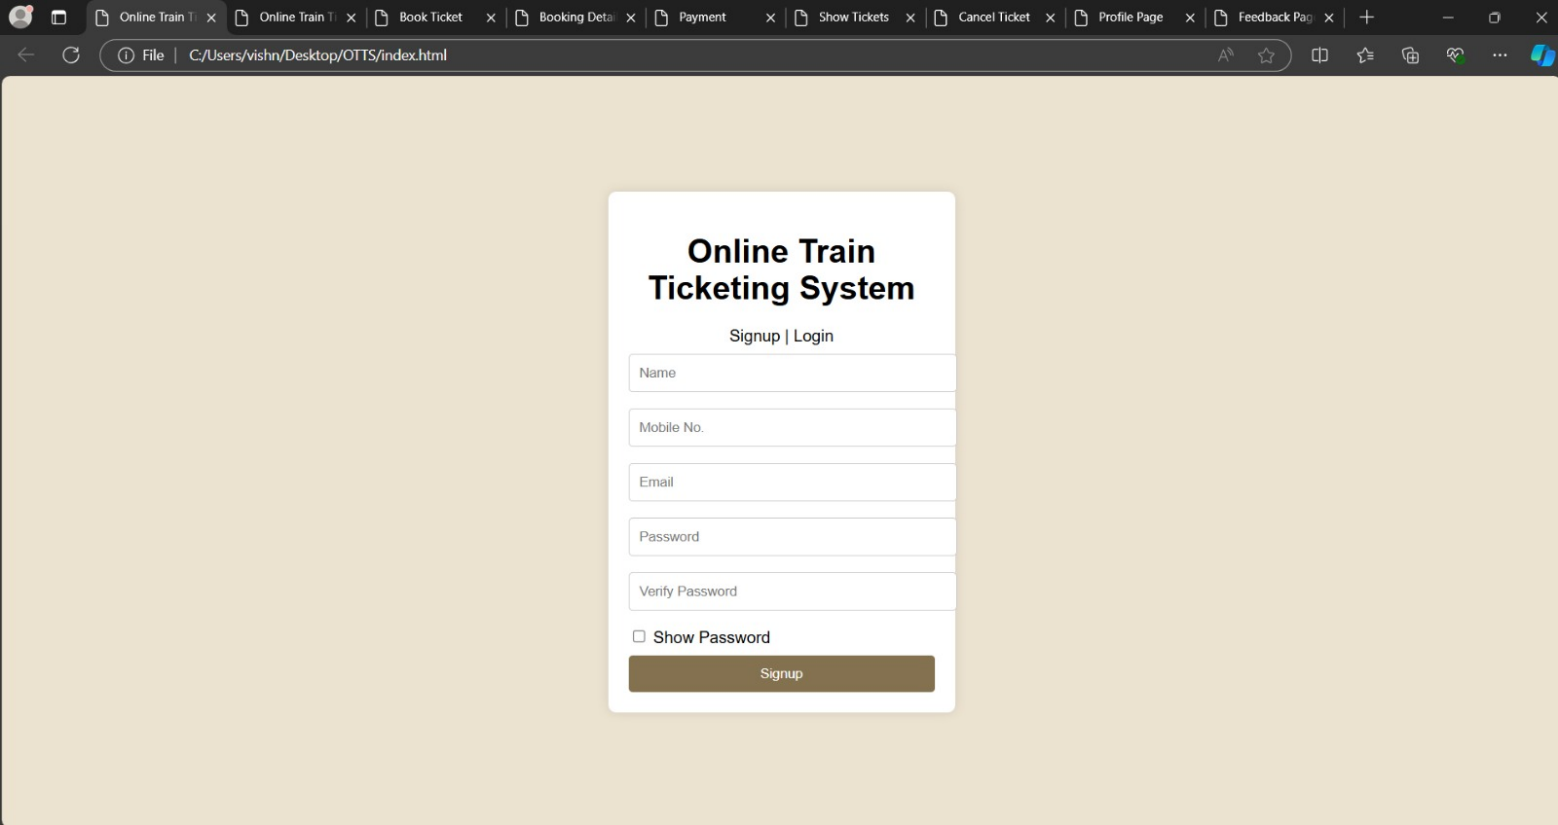 Online Train Ti
Online Train Ti
Book Ticket
Booking Detai
Payment
Show Tickets
Cancel Ticket
Profile Page
Feedback Pag
File | C:/Users/vishn/Desktop/OTTS/index.html
Online Train
Ticketing System
Signup | Login
Name
Mobile No.
Email
Password
Verify Password
Show Password
Signup